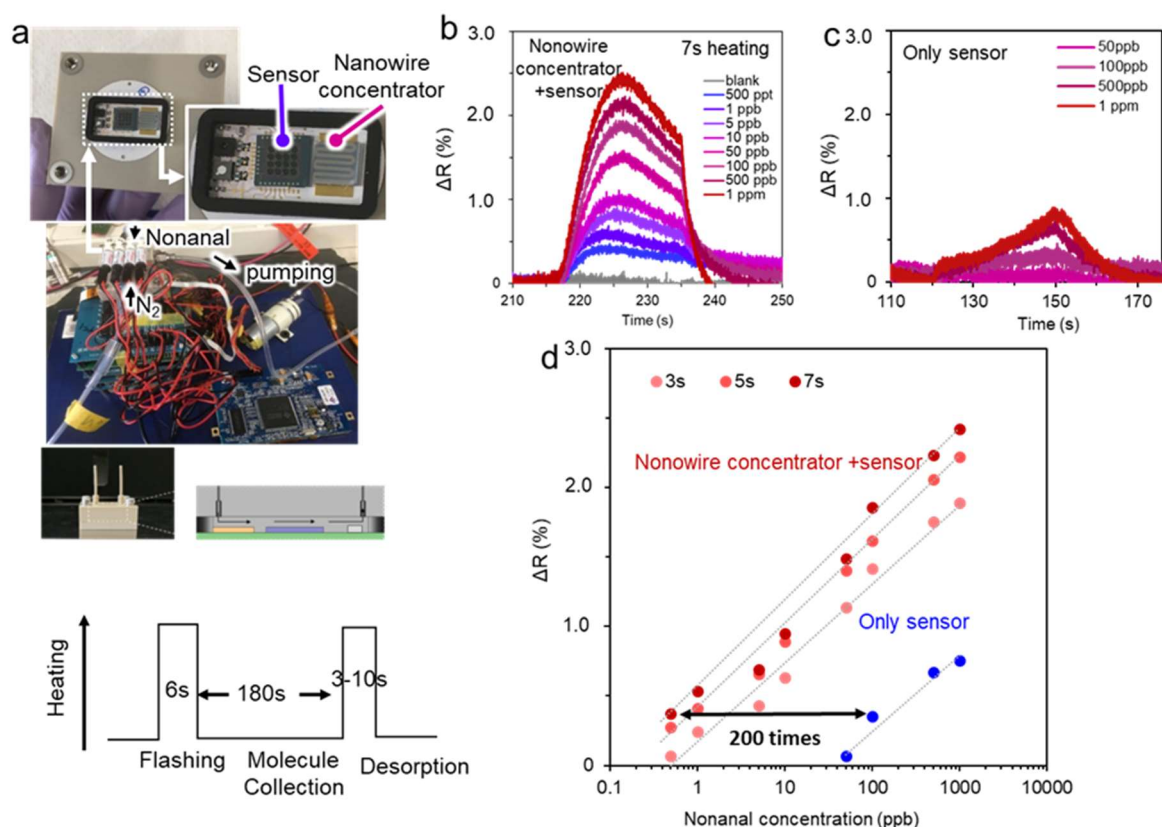 a
Sensor
Nanowire
concentrator
Nonanal
pumping
N2
Heating
6s
180s
3-10s
Flashing
Molecule
Collection
Desorption
b
3.0
2.0
1.0
0
ΔR (%)
Nonowire
concentrator
+sensor
7s heating
blank
500 ppt
1 ppb
5 ppb
10 ppb
50 ppb
100 ppb
500 ppb
1 ppm
210 220 230 240 250
Time (s)
c
3.0
2.0
1.0
0
ΔR (%)
Only sensor
50ppb
100ppb
500ppb
1 ppm
110 130 150 170
Time (s)
d
3.0
2.0
1.0
0.0
ΔR (%)
3s 5s 7s
Nonowire concentrator +sensor
Only sensor
200 times
0.1 1 10 100 1000 10000
Nonanal concentration (ppb)